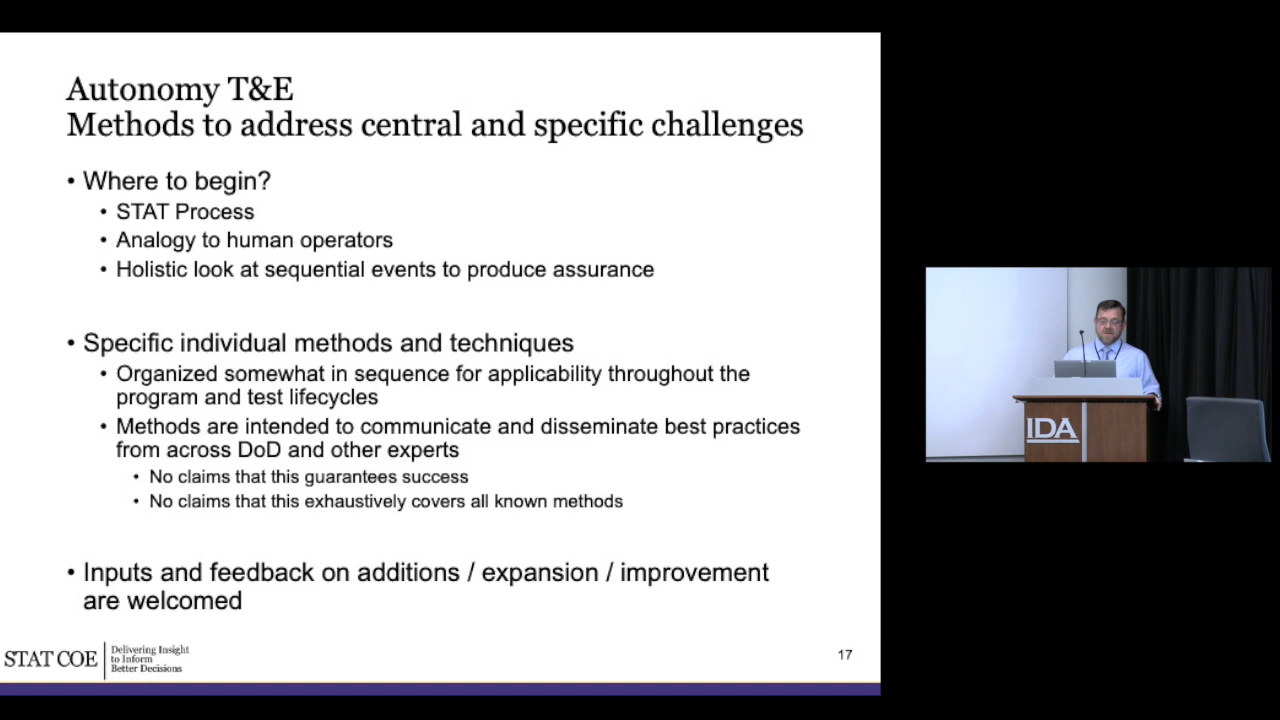 Autonomy T&E
Methods to address central and specific challenges
• Where to begin?
• STAT Process
• Analogy to human operators
• Holistic look at sequential events to produce assurance
• Specific individual methods and techniques
• Organized somewhat in sequence for applicability throughout the
program and test lifecycles
• Methods are intended to communicate and disseminate best practices
from across DoD and other experts
• No claims that this guarantees success
• No claims that this exhaustively covers all known methods
• Inputs and feedback on additions / expansion / improvement
are welcomed
STAT COE
Delivering Insight
to Inform
Better Decisions
17
IDA